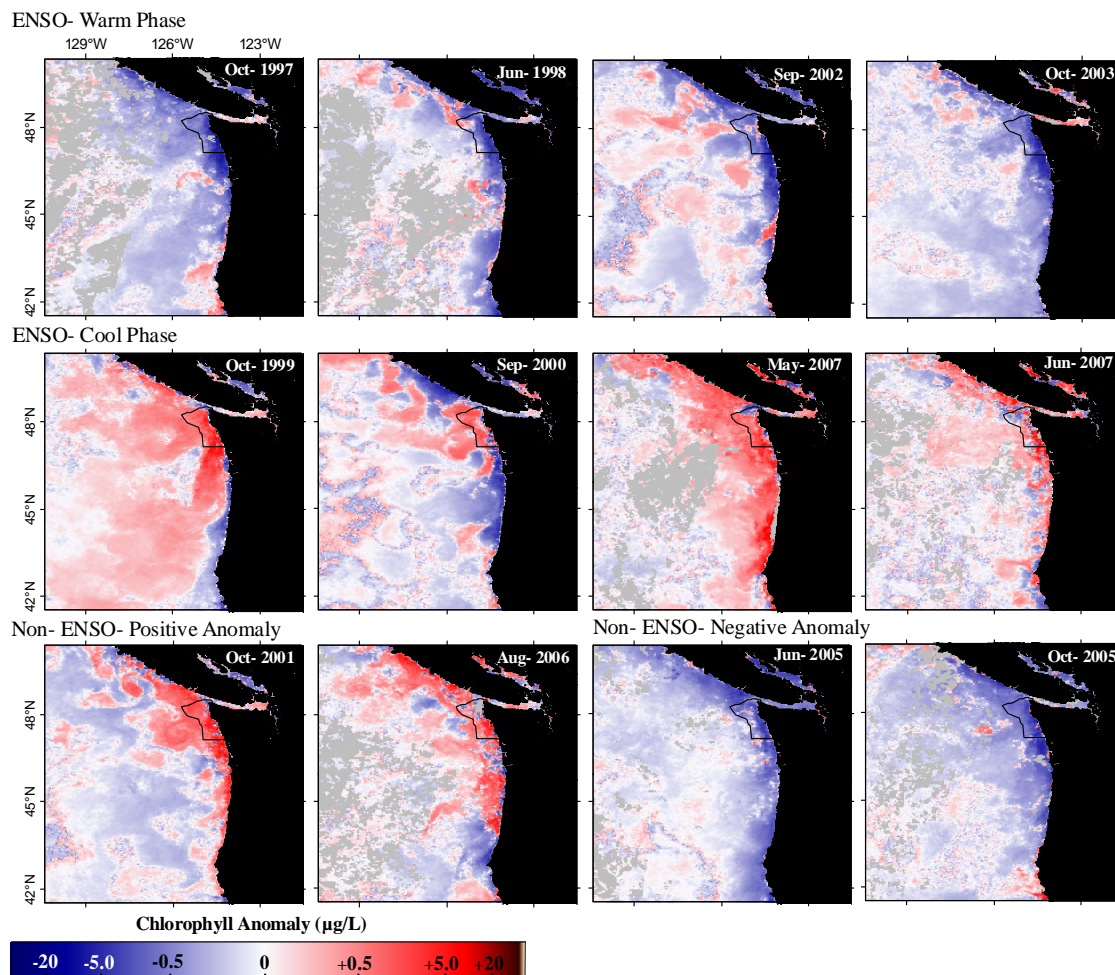 ENSO- Warm Phase
129°W 126°W 123°W
Oct- 1997 Jun- 1998 Sep- 2002 Oct- 2003
48°N
45°N
42°N
ENSO- Cool Phase
Oct- 1999 Sep- 2000 May- 2007 Jun- 2007
48°N
45°N
42°N
Non- ENSO- Positive Anomaly Non- ENSO- Negative Anomaly
Oct- 2001 Aug- 2006 Jun- 2005 Oct- 2005
48°N
45°N
42°N
Chlorophyll Anomaly (µg/L)
-20 -5.0 -0.5 0 +0.5 +5.0 +20